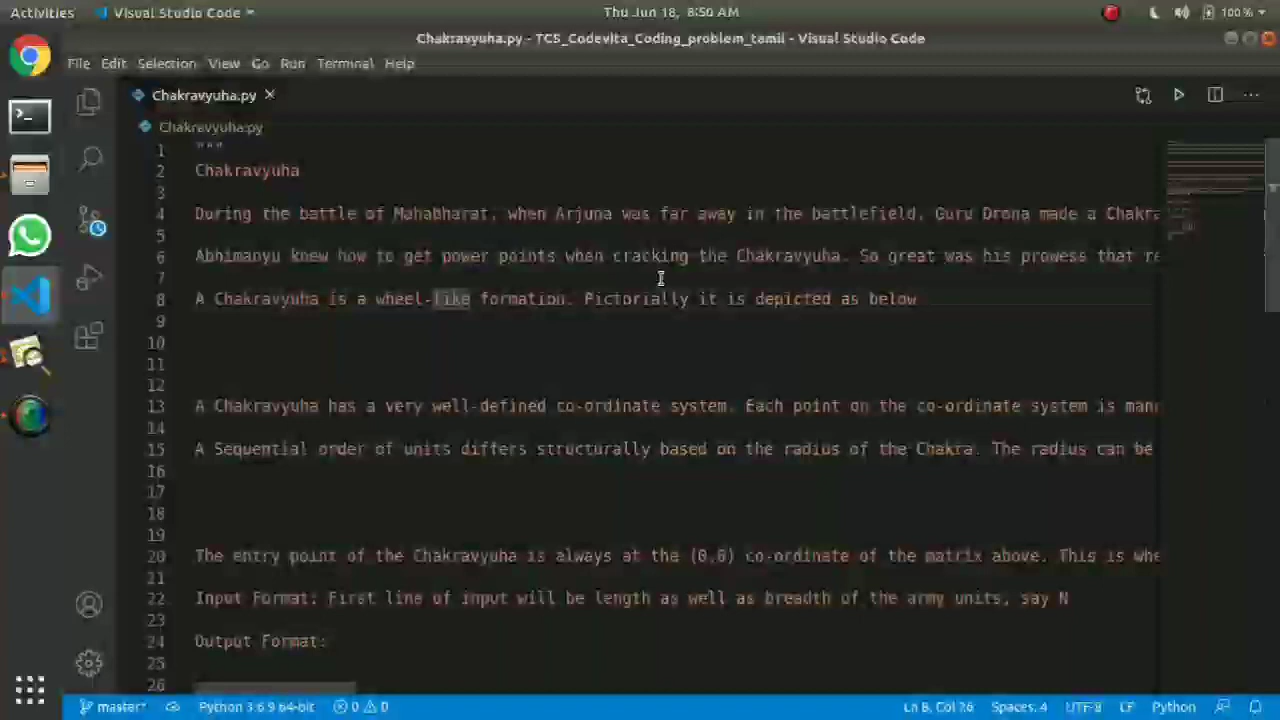 Activities Visual Studio Code Thu Jun 18, 8:50 AM 100%
Chakravyuha.py - TCS_Codevita_Coding_problem_tamil - Visual Studio Code
File Edit Selection View Go Run Terminal Help
Chakravyuha.py
Chakravyuha.py
1 """
2 Chakravyuha
3
4 During the battle of Mahabharat, when Arjuna was far away in the battlefield, Guru Drona made a Chakra
5
6 Abhimanyu knew how to get power points when cracking the Chakravyuha. So great was his prowess that re
7
8 A Chakravyuha is a wheel-like formation. Pictorially it is depicted as below
9
10
11
12
13 A Chakravyuha has a very well-defined co-ordinate system. Each point on the co-ordinate system is mann
14
15 A Sequential order of units differs structurally based on the radius of the Chakra. The radius can be
16
17
18
19
20 The entry point of the Chakravyuha is always at the (0,0) co-ordinate of the matrix above. This is whe
21
22 Input Format: First line of input will be length as well as breadth of the army units, say N
23
24 Output Format:
25
26
master* Python 3.6.9 64-bit 0 0 Ln 8, Col 26 Spaces: 4 UTF-8 LF Python